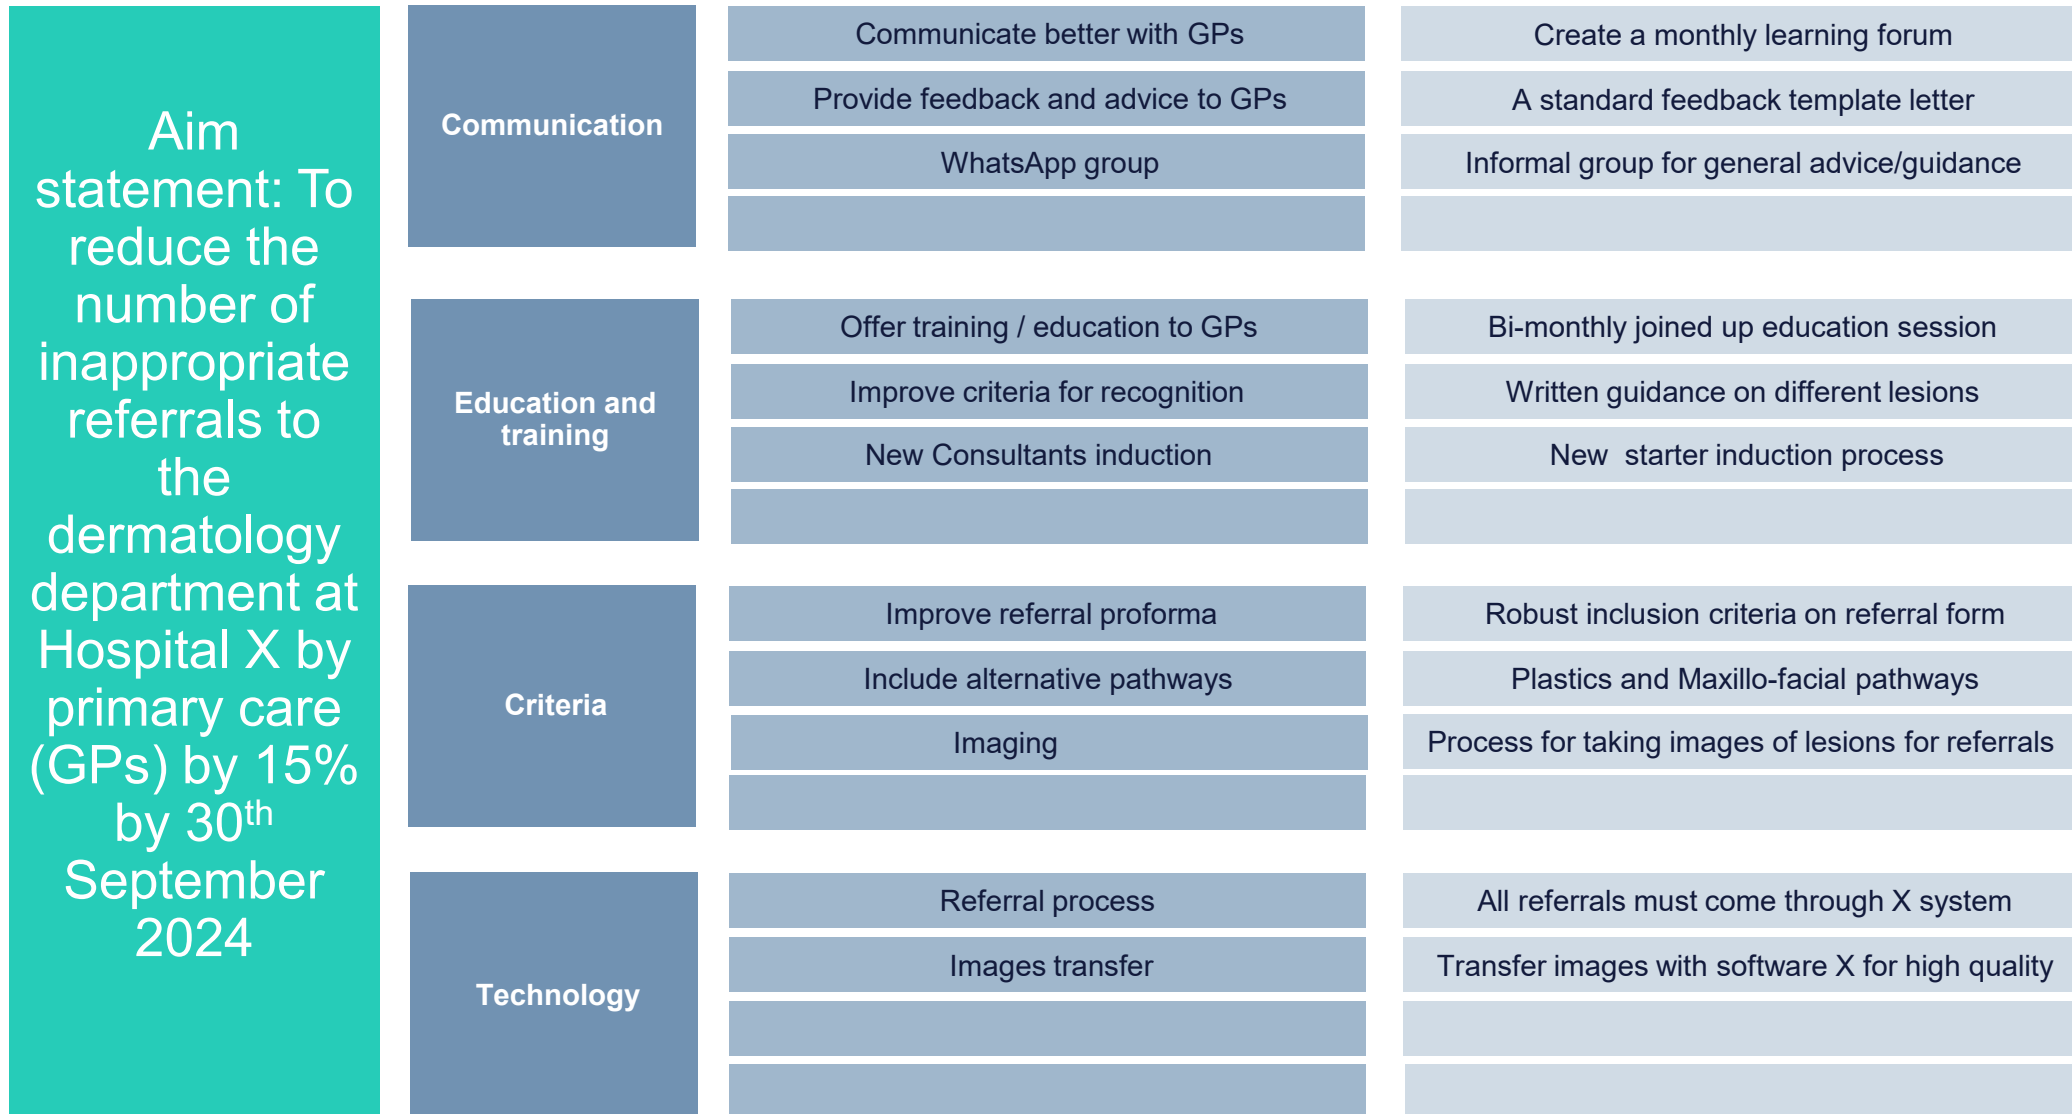 Aim
statement: To
reduce the
number of
inappropriate
referrals to
the
dermatology
department at
Hospital X by
primary care
(GPs) by 15%
by 30th
September
2024
Communication
Communicate better with GPs
Create a monthly learning forum
Provide feedback and advice to GPs
A standard feedback template letter
WhatsApp group
Informal group for general advice/guidance
Education and
training
Offer training / education to GPs
Bi-monthly joined up education session
Improve criteria for recognition
Written guidance on different lesions
New Consultants induction
New  starter induction process
Criteria
Improve referral proforma
Robust inclusion criteria on referral form
Include alternative pathways
Plastics and Maxillo-facial pathways
Imaging
Process for taking images of lesions for referrals
Technology
Referral process
All referrals must come through X system
Images transfer
Transfer images with software X for high quality